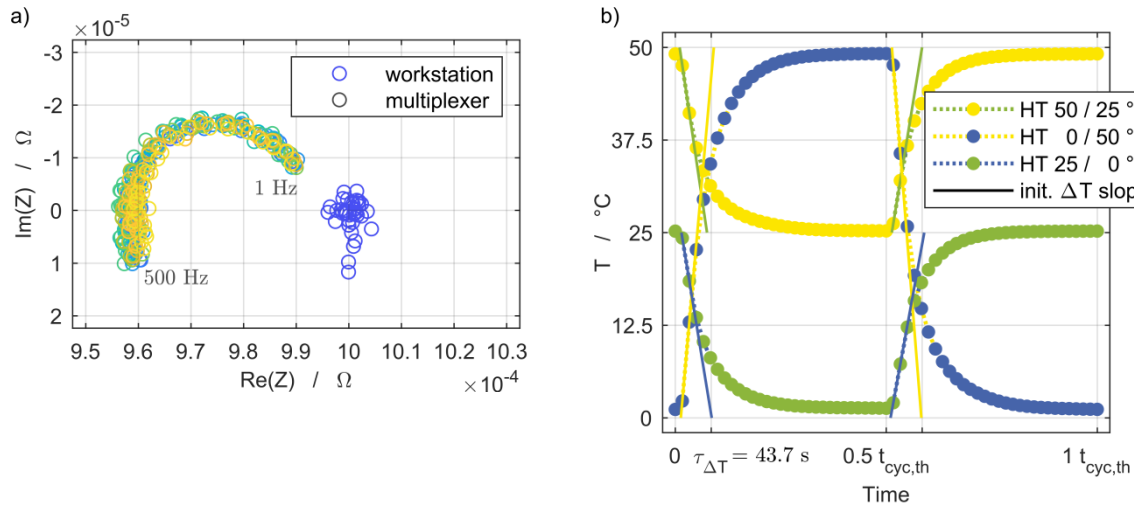 a)
×10⁻⁵
-3
-2
-1
0
1
2
Im(Z) / Ω
workstation
multiplexer
1 Hz
500 Hz
9.5 9.6 9.7 9.8 9.9 10 10.1 10.2 10.3
Re(Z) / Ω
×10⁻⁴
b)
50
37.5
25
12.5
0
T / °C
HT 50 / 25 °
HT 0 / 50 °
HT 25 / 0 °
init. ΔT slop
0 τ_ΔT = 43.7 s 0.5 t_cyc,th 1 t_cyc,th
Time